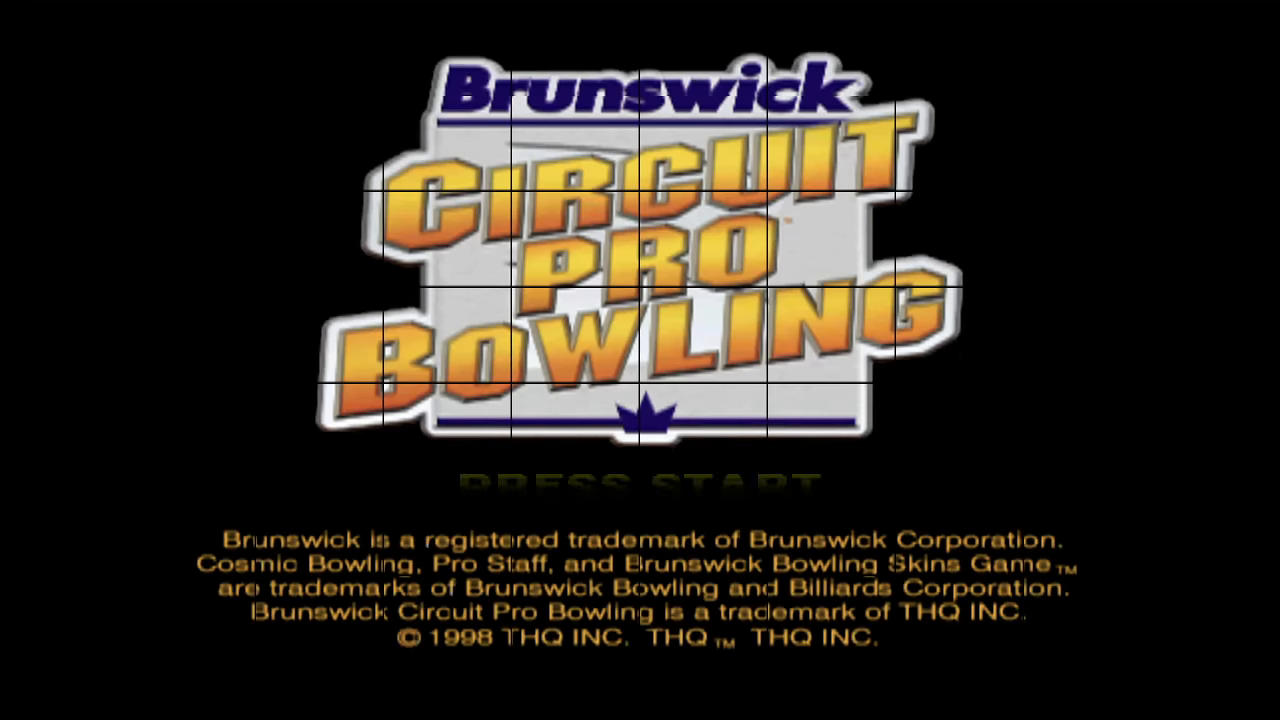 Brunswick
CIRCUIT
PRO
BOWLING
PRESS START
Brunswick is a registered trademark of Brunswick Corporation.
Cosmic Bowling, Pro Staff, and Brunswick Bowling Skins Game™
are trademarks of Brunswick Bowling and Billiards Corporation.
Brunswick Circuit Pro Bowling is a trademark of THQ INC.
© 1998 THQ INC. THQ™ THQ INC.